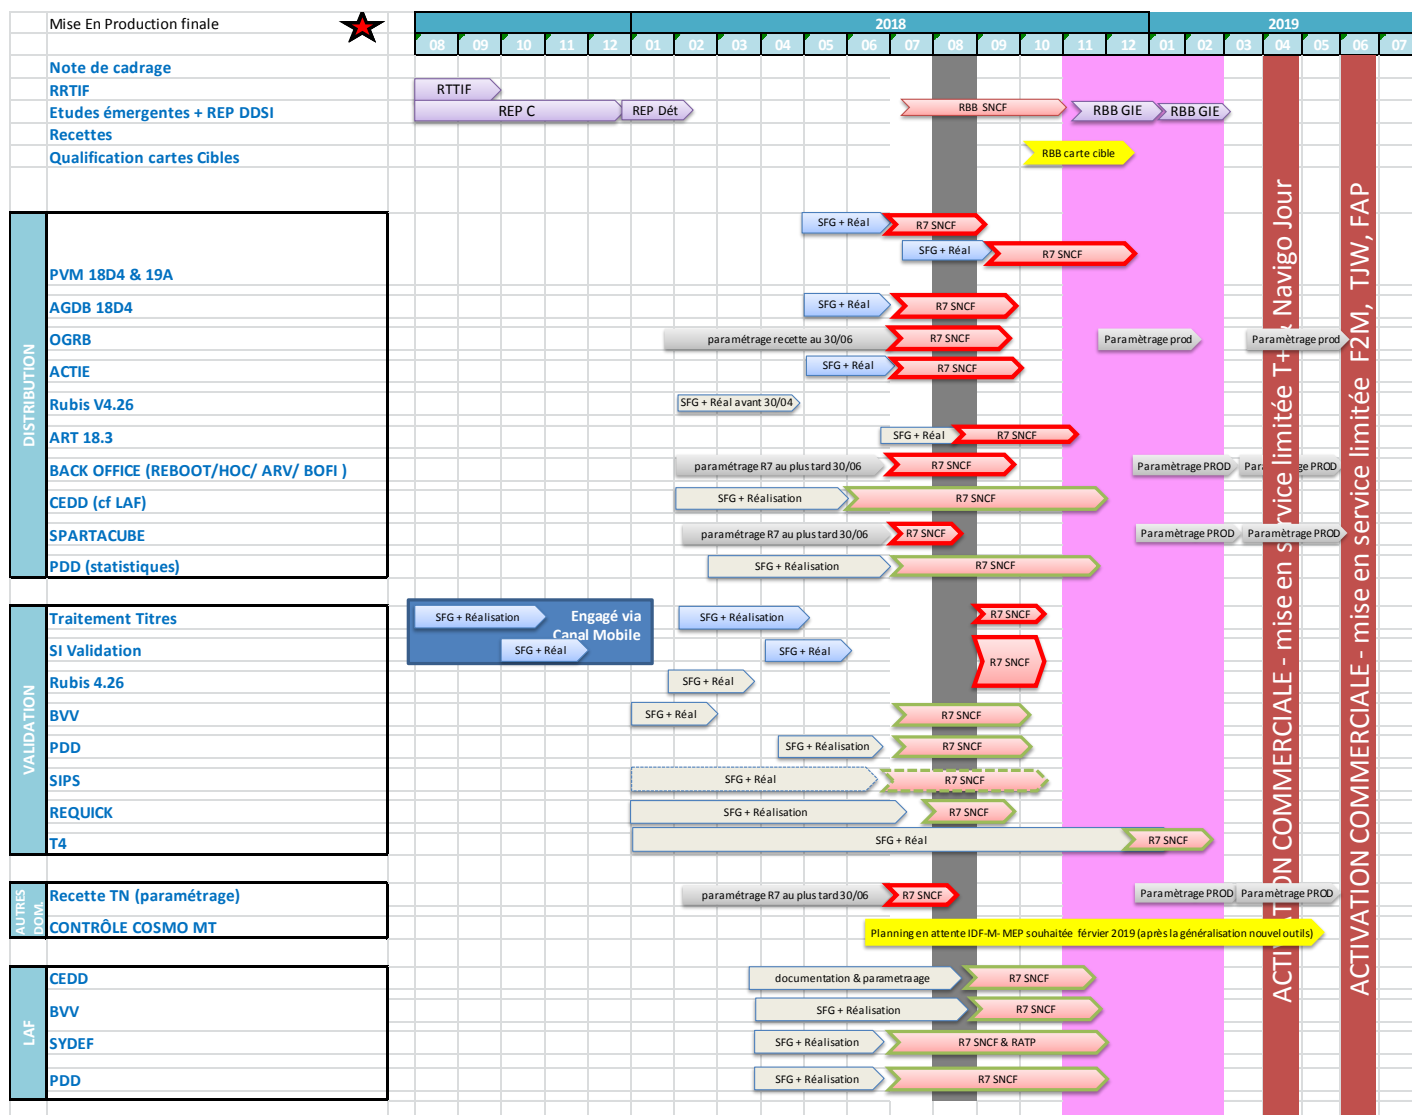 Mise En Production finale
2018
2019
08 09 10 11 12 01 02 03 04 05 06 07 08 09 10 11 12 01 02 03 04 05 06 07
Note de cadrage
RRTIF
RTTIF
Etudes émergentes + REP DDSI
REP C
REP Dét
RBB SNCF
RBB GIE
RBB GIE
Recettes
Qualification cartes Cibles
RBB carte cible
DISTRIBUTION
SFG + Réal
R7 SNCF
SFG + Réal
R7 SNCF
PVM 18D4 & 19A
AGDB 18D4
SFG + Réal
R7 SNCF
OGRB
paramétrage recette au 30/06
R7 SNCF
Paramètrage prod
Paramètrage prod
ACTIE
SFG + Réal
R7 SNCF
Rubis V4.26
SFG + Réal avant 30/04
ART 18.3
SFG + Réal
R7 SNCF
BACK OFFICE (REBOOT/HOC/ ARV/ BOFI )
paramétrage R7 au plus tard 30/06
R7 SNCF
Paramètrage PROD
CEDD (cf LAF)
SFG + Réalisation
R7 SNCF
SPARTACUBE
paramétrage R7 au plus tard 30/06
R7 SNCF
Paramètrage PROD
Paramètrage PROD
PDD (statistiques)
SFG + Réalisation
R7 SNCF
VALIDATION
Traitement Titres
SFG + Réalisation
Engagé via
Canal Mobile
SFG + Réalisation
R7 SNCF
SI Validation
SFG + Réal
SFG + Réal
R7 SNCF
Rubis 4.26
SFG + Réal
BVV
SFG + Réal
R7 SNCF
PDD
SFG + Réalisation
R7 SNCF
SIPS
SFG + Réal
R7 SNCF
REQUICK
SFG + Réalisation
R7 SNCF
T4
SFG + Réal
R7 SNCF
AUTRES
DOM.
Recette TN (paramétrage)
paramétrage R7 au plus tard 30/06
R7 SNCF
Paramètrage PROD
Paramètrage PROD
CONTRÔLE COSMO MT
Planning en attente IDF-M- MEP souhaitée février 2019 (après la généralisation nouvel outils)
LAF
CEDD
documentation & parametraage
R7 SNCF
BVV
SFG + Réalisation
R7 SNCF
SYDEF
SFG + Réalisation
R7 SNCF & RATP
PDD
SFG + Réalisation
R7 SNCF
COMMERCIALE - mise en service limitée Navigo Jour
ACTIVATION COMMERCIALE - mise en service limitée F2M, TJW, FAP